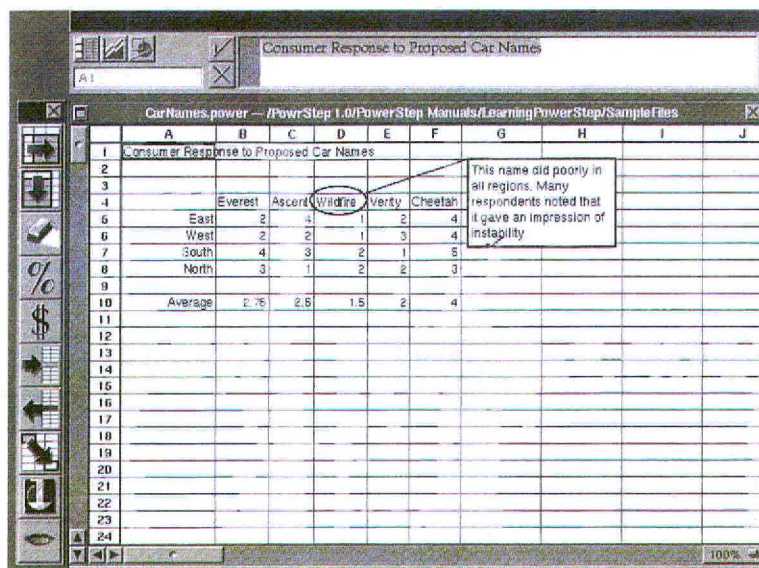 Consumer Response to Proposed Car Names
A1
CarNames.power — /PowrStep 1.0/PowerStep Manuals/LearningPowerStep/SampleFiles
A B C D E F G H I J
1 Consumer Response to Proposed Car Names
2
3
4 Everest Ascent Wildfire Verity Cheetah
5 East 2 4 1 2 4
6 West 2 2 1 3 4
7 South 4 3 2 1 5
8 North 3 1 2 2 3
9
10 Average 2.75 2.5 1.5 2 4
This name did poorly in
all regions. Many
respondents noted that
it gave an impression of
instability
11
12
13
14
15
16
17
18
19
20
21
22
23
24
%
$
100%